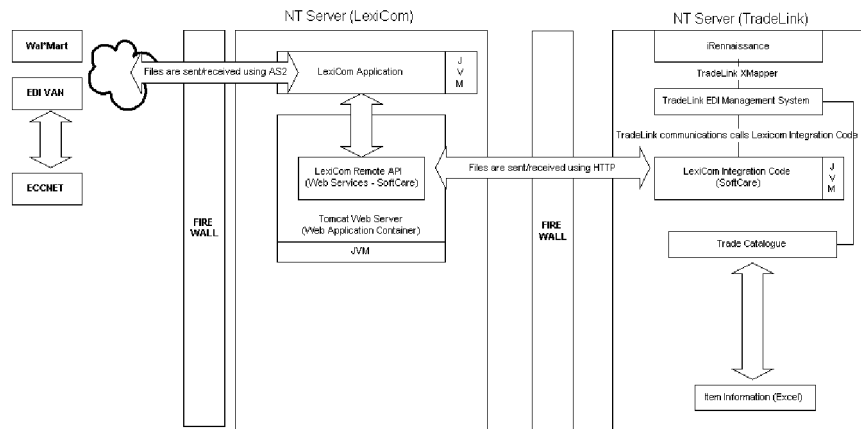 NT Server (LexiCom)
NT Server (TradeLink)
Wal*Mart
EDI VAN
ECCNET
Files are sent/received using AS2
FIRE
WALL
LexiCom Application
J
V
M
LexiCom Remote API
(Web Services - SoftCare)
Tomcat Web Server
(Web Application Container)
JVM
Files are sent/received using HTTP
FIRE
WALL
iRennaissance
TradeLink XMapper
TradeLink EDI Management System
TradeLink communications calls Lexicom Integration Code
LexiCom Integration Code
(SoftCare)
J
V
M
Trade Catalogue
Item Information (Excel)